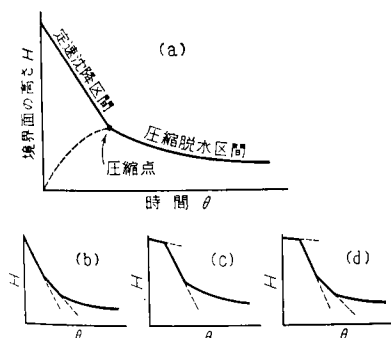 (a)
定速沈降区間
境界面の高さ H
圧縮脱水区間
圧縮点
時間 θ
(b)
(c)
(d)
H
H
H
θ
θ
θ